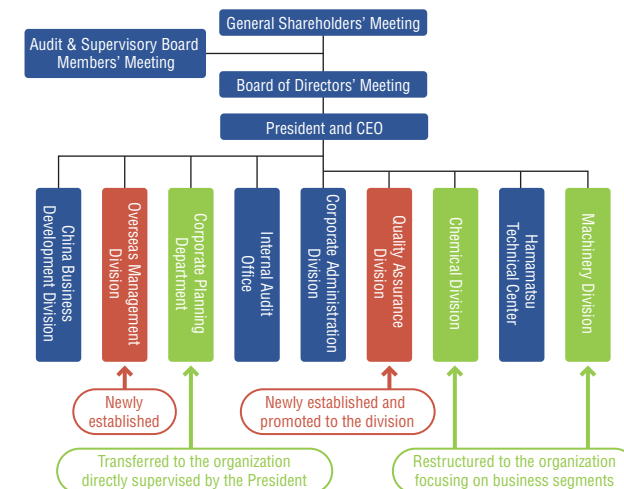 General Shareholders' Meeting
Audit & Supervisory Board
Members' Meeting
Board of Directors' Meeting
President and CEO
China Business
Development Division
Overseas Management
Division
Corporate Planning
Department
Internal Audit
Office
Corporate Administration
Division
Quality Assurance
Division
Chemical Division
Hamamatsu
Technical Center
Machinery Division
Newly
established
Newly established and
promoted to the division
Transferred to the organization
directly supervised by the President
Restructured to the organization
focusing on business segments